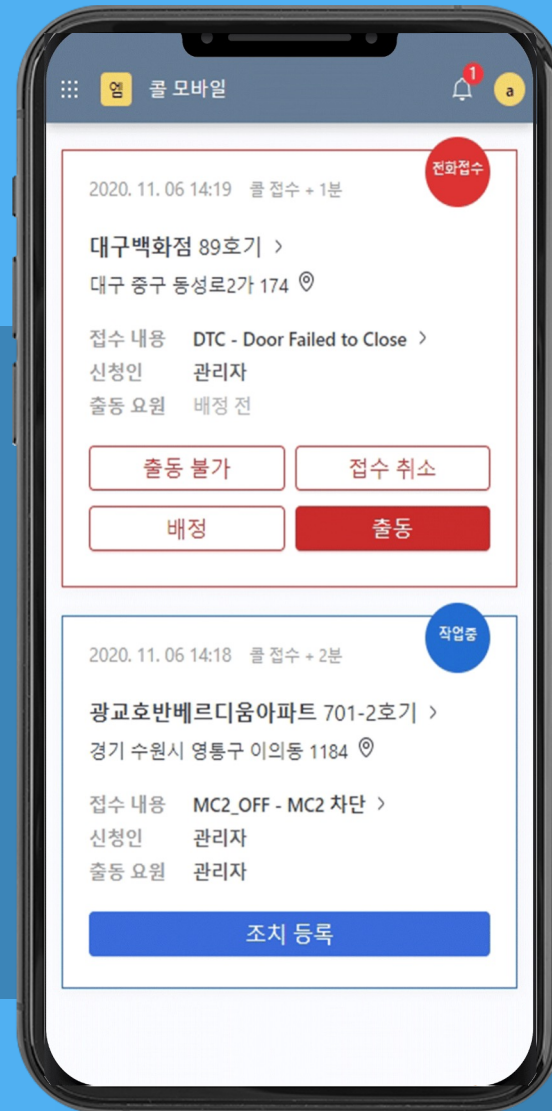 엠 콜 모바일 1 a
전화접수
2020. 11. 06 14:19 콜 접수 + 1분
대구백화점 89호기 >
대구 중구 동성로2가 174
접수 내용 DTC - Door Failed to Close >
신청인 관리자
출동 요원 배정 전
출동 불가 접수 취소
배정 출동
작업중
2020. 11. 06 14:18 콜 접수 + 2분
광교호반베르디움아파트 701-2호기 >
경기 수원시 영통구 이의동 1184
접수 내용 MC2_OFF - MC2 차단 >
신청인 관리자
출동 요원 관리자
조치 등록